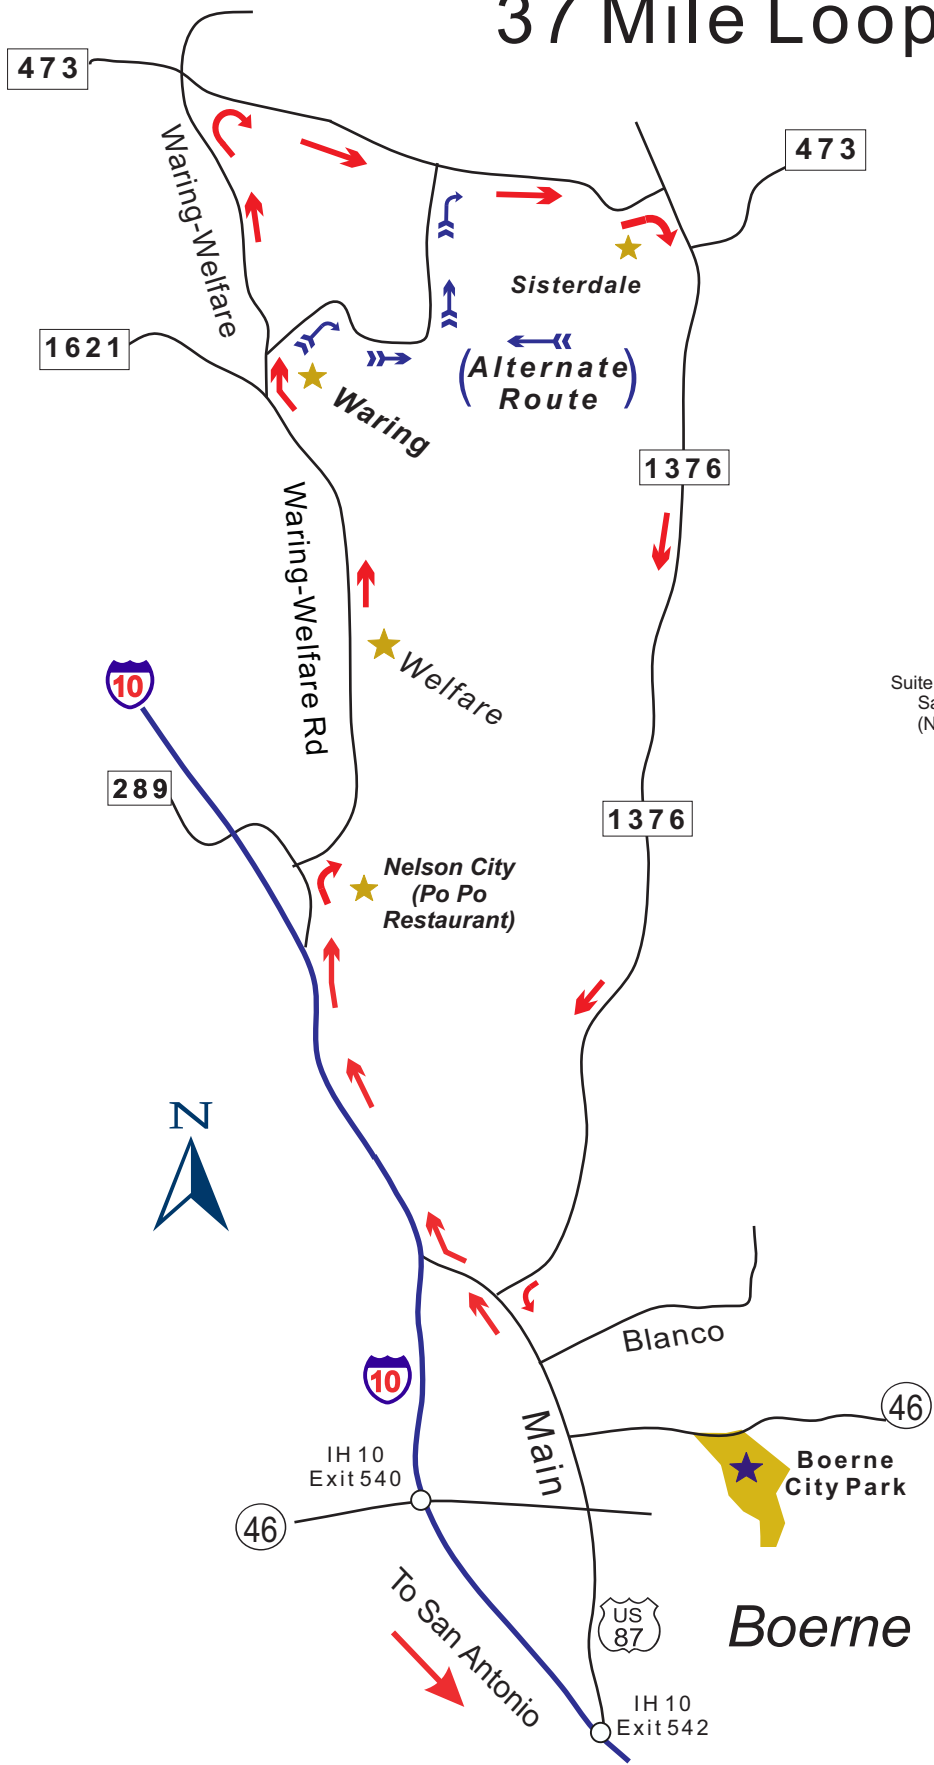 37 Mile Loop
473
473
Waring-Welfare
Sisterdale
1621
(Alternate
Route)
Waring
1376
Waring-Welfare Rd
Welfare
10
Suite
Sa
(N
289
1376
Nelson City
(Po Po
Restaurant)
N
Blanco
10
46
Main
IH 10
Exit 540
Boerne
City Park
46
To San Antonio
US
87
Boerne
IH 10
Exit 542